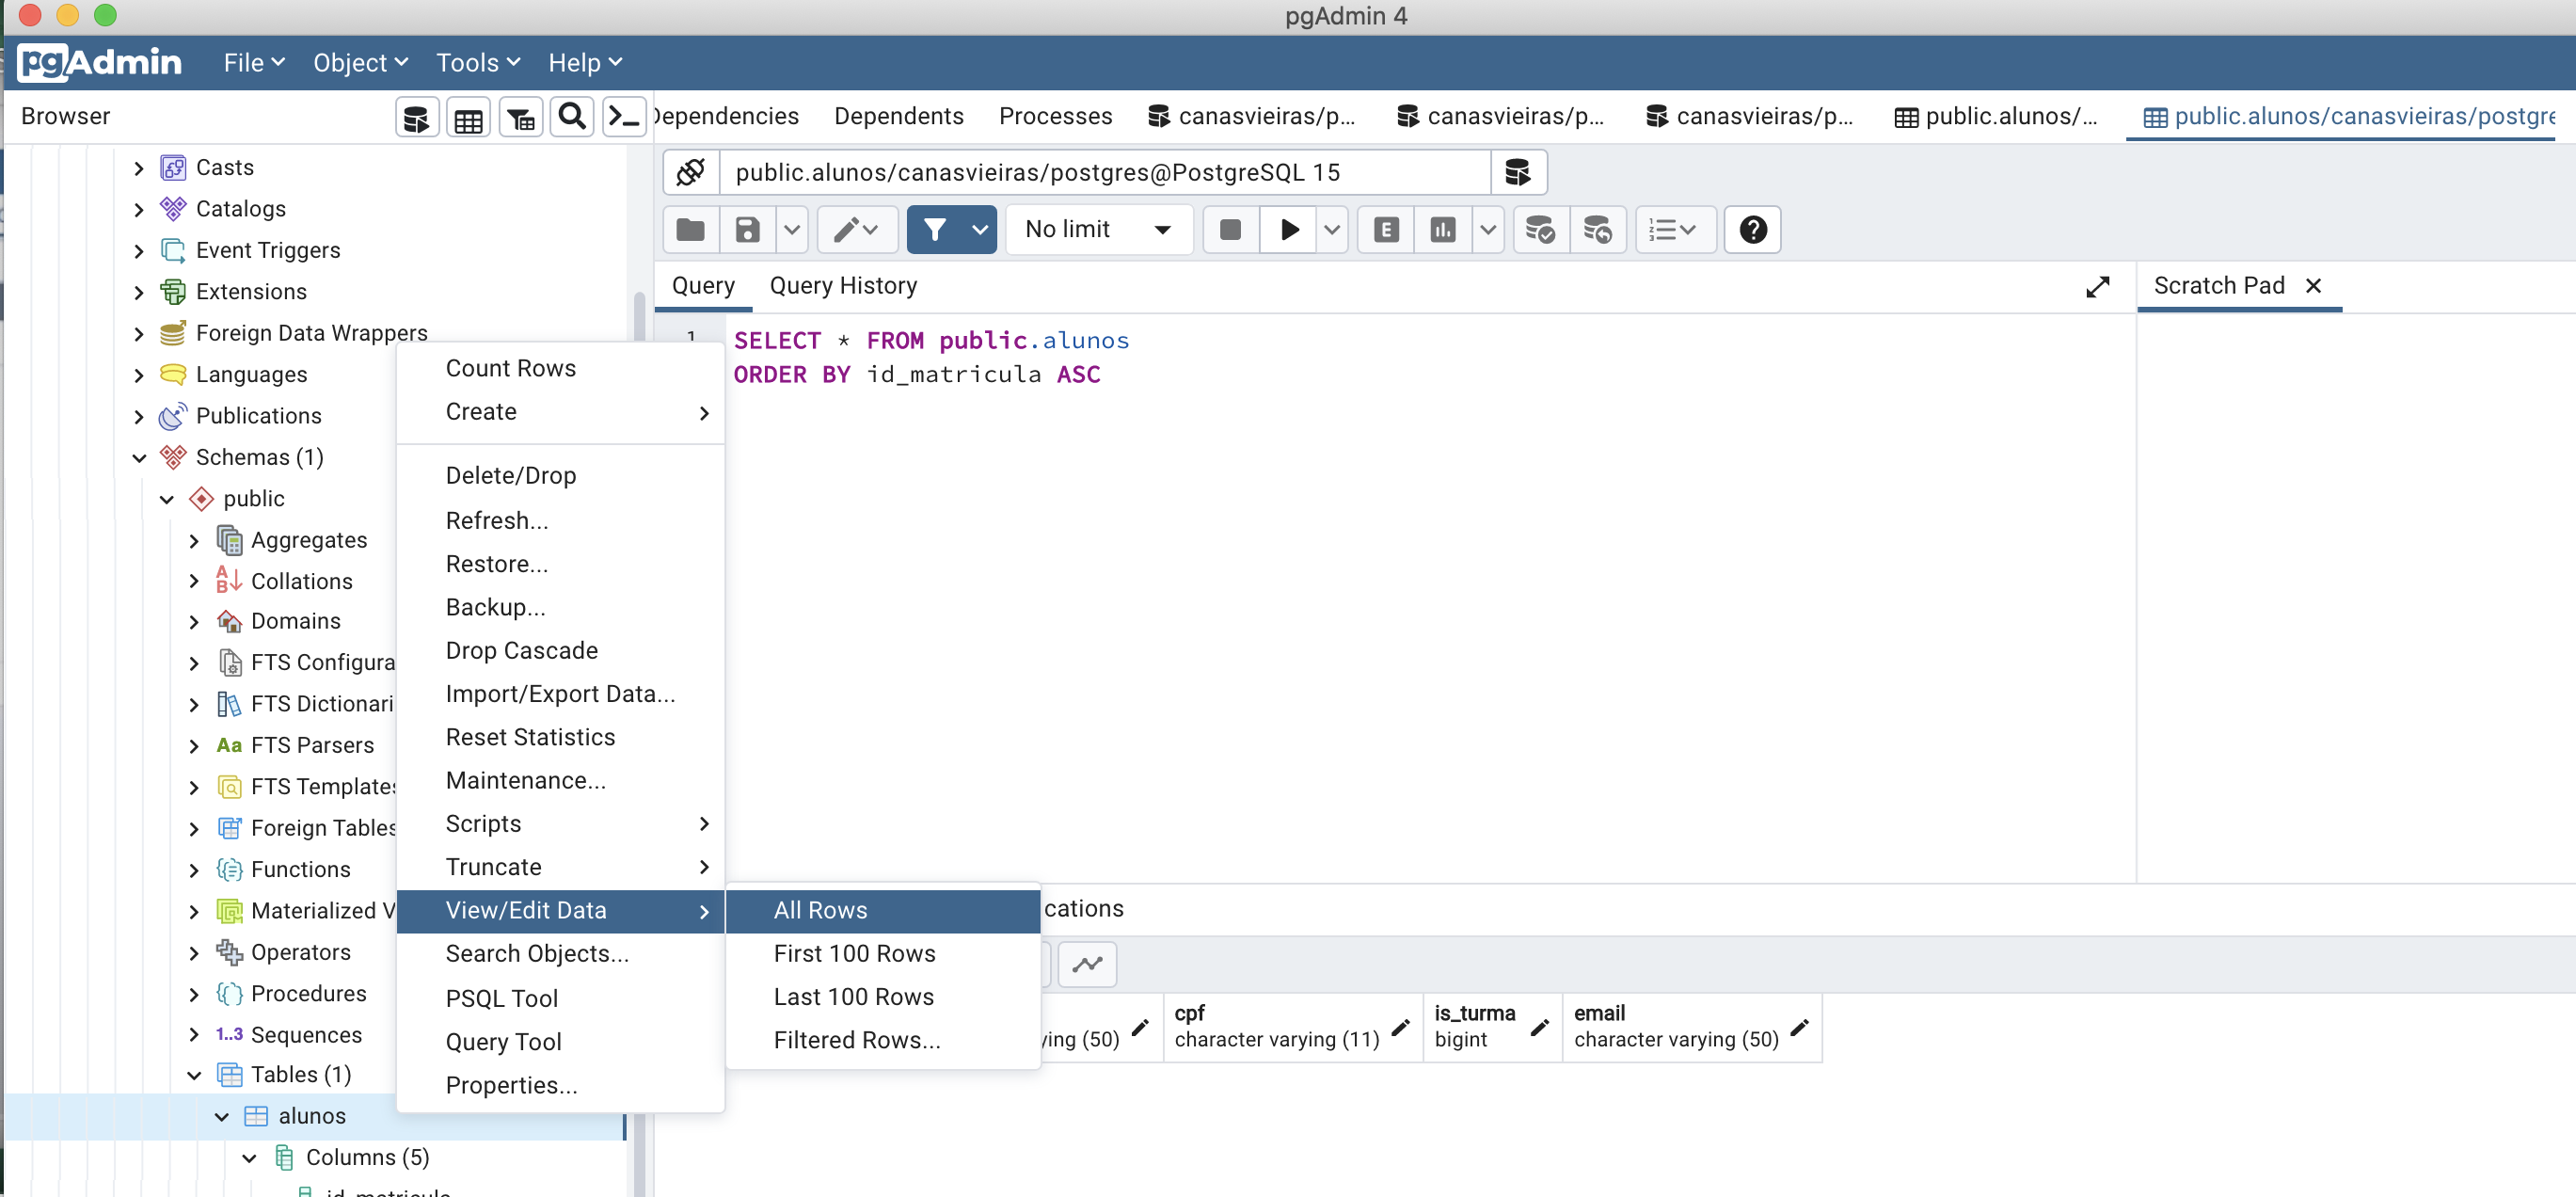 pgAdmin 4
pgAdmin File Object Tools Help
Browser
Dependencies Dependents Processes canasvieiras/p... canasvieiras/p... canasvieiras/p... public.alunos/... public.alunos/canasvieiras/postgre
public.alunos/canasvieiras/postgres@PostgreSQL 15
No limit
E
Query Query History
Scratch Pad
1 SELECT * FROM public.alunos
ORDER BY id_matricula ASC
Casts
Catalogs
Event Triggers
Extensions
Foreign Data Wrappers
Languages
Publications
Schemas (1)
public
Aggregates
Collations
Domains
FTS Configura
FTS Dictionari
Aa FTS Parsers
FTS Templates
Foreign Tables
Functions
Materialized V
Operators
Procedures
1..3 Sequences
Tables (1)
alunos
Columns (5)
id_matricula
Count Rows
Create
Delete/Drop
Refresh...
Restore...
Backup...
Drop Cascade
Import/Export Data...
Reset Statistics
Maintenance...
Scripts
Truncate
View/Edit Data
Search Objects...
PSQL Tool
Query Tool
Properties...
All Rows
First 100 Rows
Last 100 Rows
Filtered Rows...
cations
ying (50)
cpf
character varying (11)
is_turma
bigint
email
character varying (50)